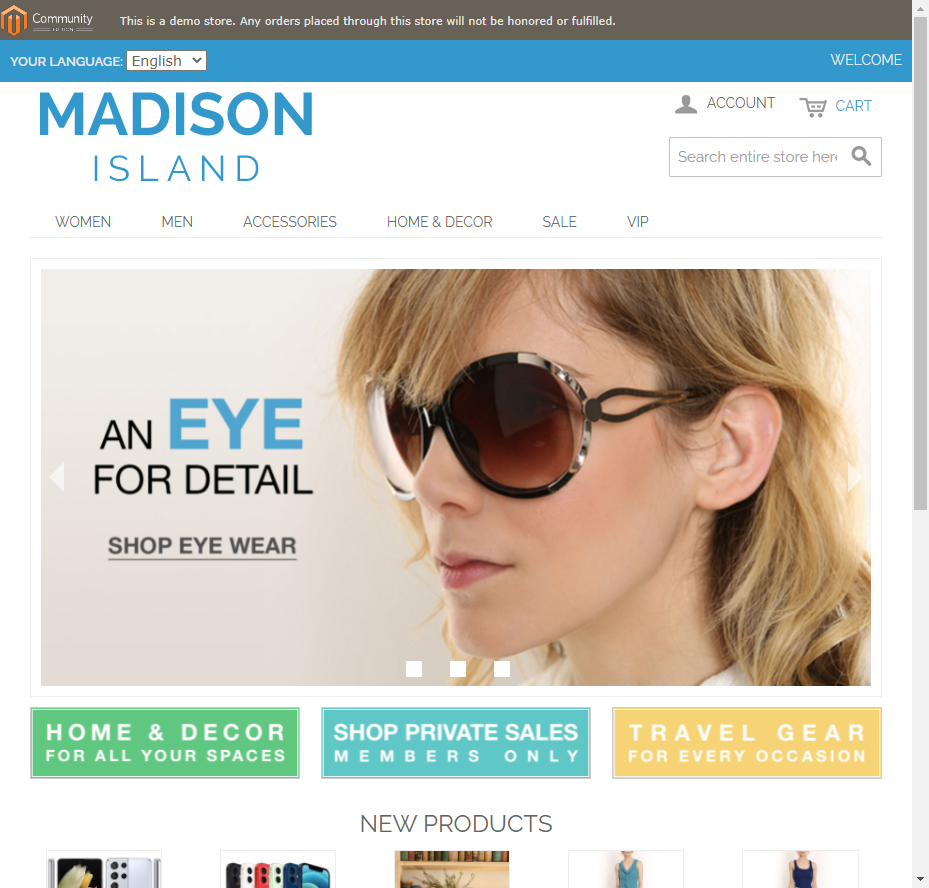 Community
This is a demo store. Any orders placed through this store will not be honored or fulfilled.
YOUR LANGUAGE: English
WELCOME
MADISON
ISLAND
ACCOUNT
CART
Search entire store here
WOMEN
MEN
ACCESSORIES
HOME & DECOR
SALE
VIP
AN EYE
FOR DETAIL
SHOP EYE WEAR
HOME & DECOR
FOR ALL YOUR SPACES
SHOP PRIVATE SALES
MEMBERS ONLY
TRAVEL GEAR
FOR EVERY OCCASION
NEW PRODUCTS